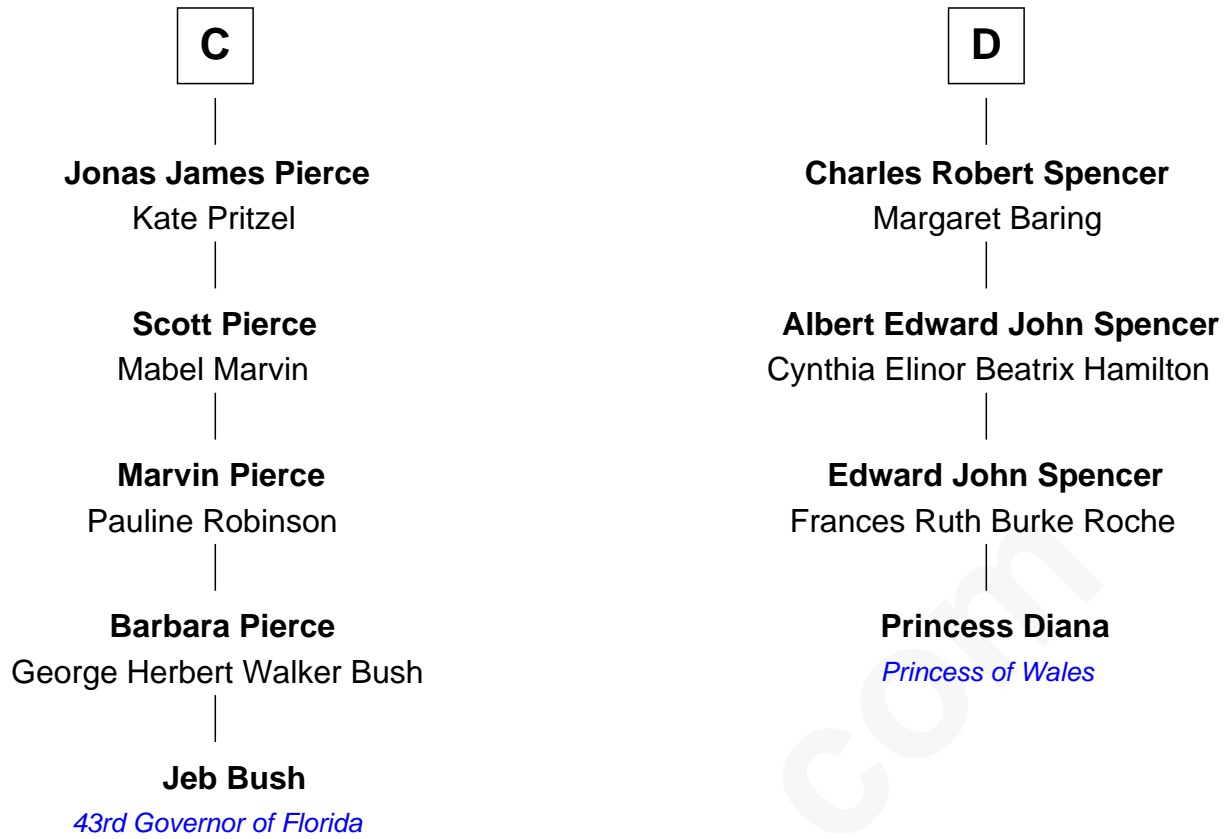 C
Jonas James Pierce
Kate Pritzel
Scott Pierce
Mabel Marvin
Marvin Pierce
Pauline Robinson
Barbara Pierce
George Herbert Walker Bush
Jeb Bush
43rd Governor of Florida
D
Charles Robert Spencer
Margaret Baring
Albert Edward John Spencer
Cynthia Elinor Beatrix Hamilton
Edward John Spencer
Frances Ruth Burke Roche
Princess Diana
Princess of Wales
com